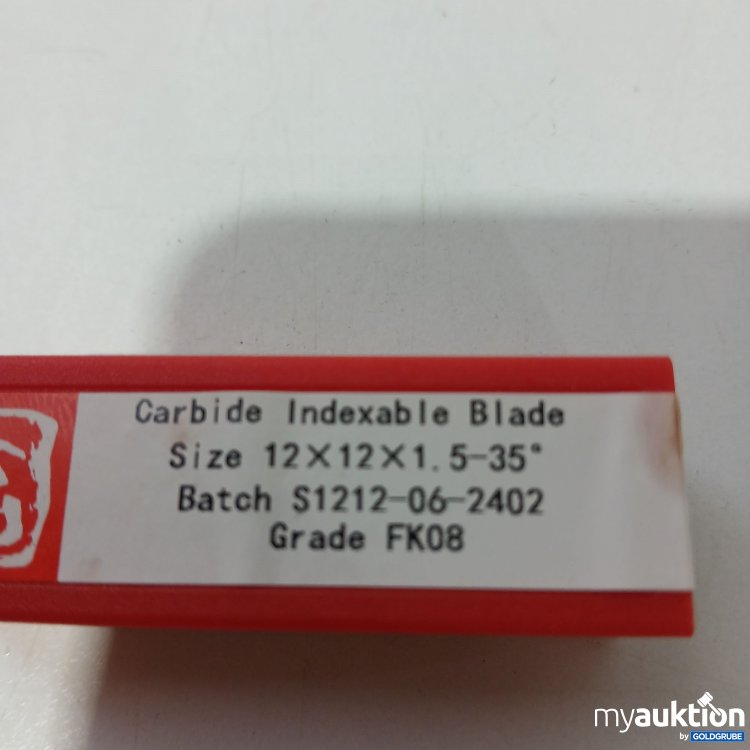 Carbide Indexable Blade
Size 12×12×1.5-35°
Batch S1212-06-2402
Grade FK08
myauktion
by GOLDGRUBE